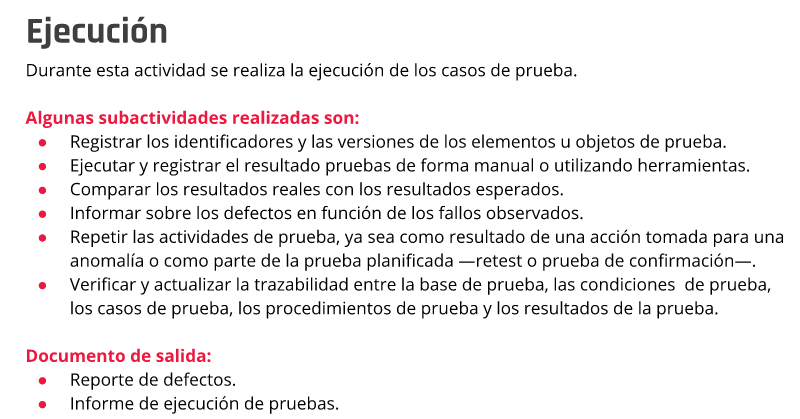 Ejecución
Durante esta actividad se realiza la ejecución de los casos de prueba.
Algunas subactividades realizadas son:
● Registrar los identificadores y las versiones de los elementos u objetos de prueba.
● Ejecutar y registrar el resultado pruebas de forma manual o utilizando herramientas.
● Comparar los resultados reales con los resultados esperados.
● Informar sobre los defectos en función de los fallos observados.
● Repetir las actividades de prueba, ya sea como resultado de una acción tomada para una
anomalía o como parte de la prueba planificada —retest o prueba de confirmación—.
● Verificar y actualizar la trazabilidad entre la base de prueba, las condiciones  de prueba,
los casos de prueba, los procedimientos de prueba y los resultados de la prueba.
Documento de salida:
● Reporte de defectos.
● Informe de ejecución de pruebas.